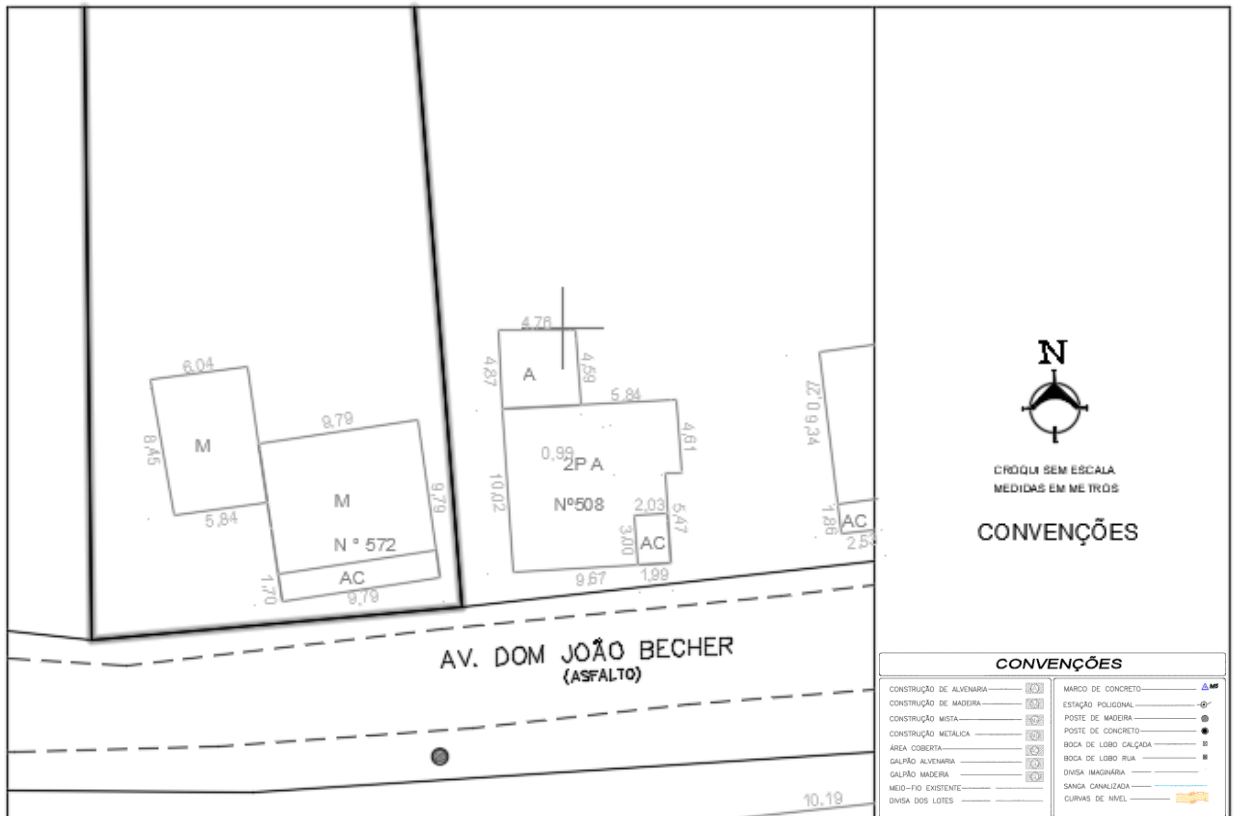 6,04
8,45
M
5,84
9,79
M
9,79
N° 572
AC
1,70
9,79
4,76
4,87
A
4,59
5,84
4,61
0,99
2P A
10,02
Nº508
2,03
5,47
3,00
AC
9,67
1,99
1,86
AC
AV. DOM JOÃO BECHER
(ASFALTO)
10,19
N
CROQUI SEM ESCALA
MEDIDAS EM METROS
CONVENÇÕES
CONVENÇÕES
CONSTRUÇÃO DE ALVENARIA
CONSTRUÇÃO DE MADEIRA
CONSTRUÇÃO MISTA
CONSTRUÇÃO METÁLICA
ÁREA COBERTA
GALPÃO ALVENARIA
GALPÃO MADEIRA
MEIO-FIO EXISTENTE
DIVISA DOS LOTES
MARCO DE CONCRETO
ESTAÇÃO POLIGONAL
POSTE DE MADEIRA
POSTE DE CONCRETO
BOCA DE LOBO CALÇADA
BOCA DE LOBO RUA
DIVISA IMAGINÁRIA
SANGA CANALIZADA
CURVAS DE NÍVEL